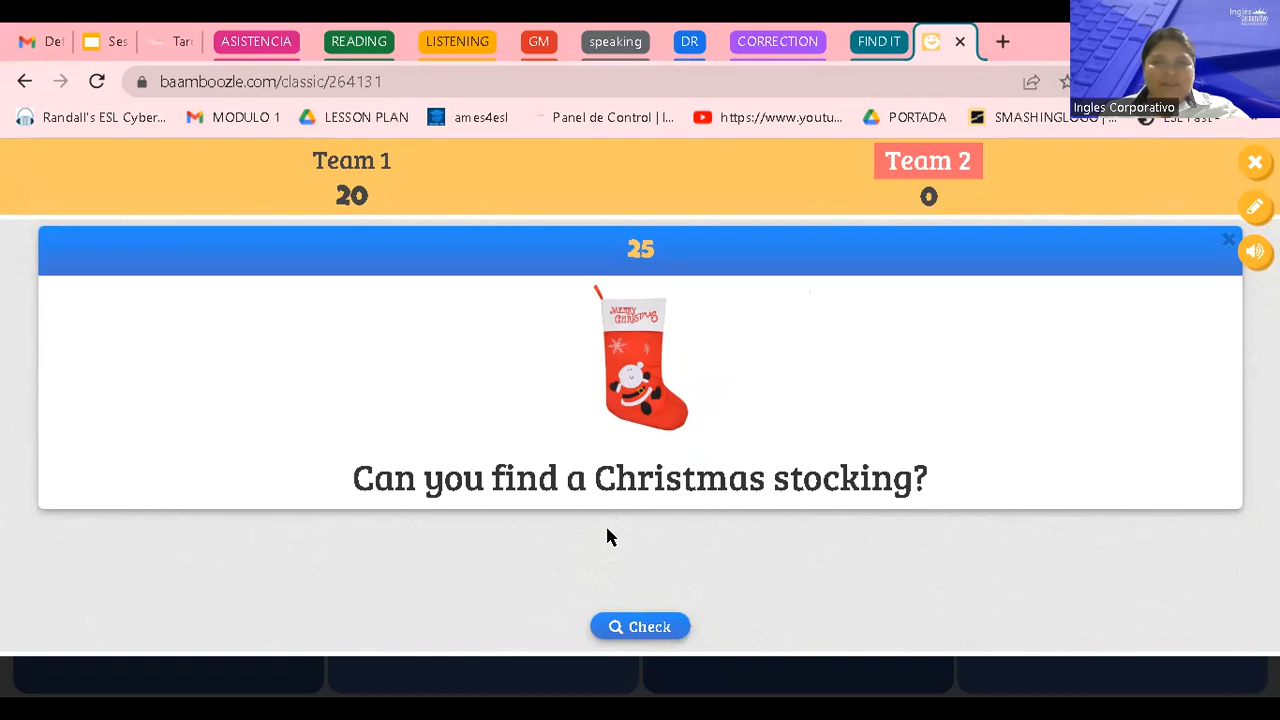 Ingles
De
Ses
Tar
ASISTENCIA
READING
LISTENING
GM
speaking
DR
CORRECTION
FIND IT
baamboozle.com/classic/264131
Ingles Corporativo
Randall's ESL Cyber...
MODULO 1
LESSON PLAN
ames4esl
Panel de Control | I...
https://www.youtu...
PORTADA
Team 1
Team 2
20
0
25
MERRY
CHRISTMAS
Can you find a Christmas stocking?
Check